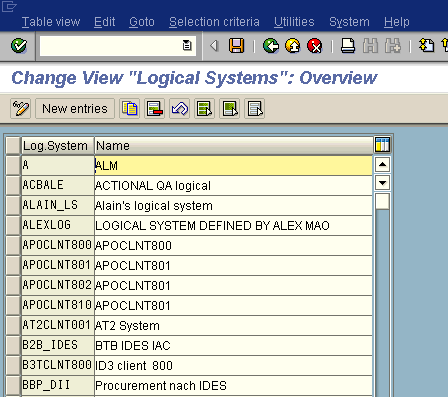 Table view Edit Goto Selection criteria Utilities System Help
Change View "Logical Systems": Overview
New entries
Log.System Name
A ALM
ACBALE ACTIONAL QA logical
ALAIN_LS Alain's logical system
ALEXLOG LOGICAL SYSTEM DEFINED BY ALEX MAO
APOCLNT800 APOCLNT800
APOCLNT801 APOCLNT801
APOCLNT802 APOCLNT801
APOCLNT810 APOCLNT801
AT2CLNT001 AT2 System
B2B_IDES BTB IDES IAC
B3TCLNT800 ID3 client 800
BBP_DII Procurement nach IDES